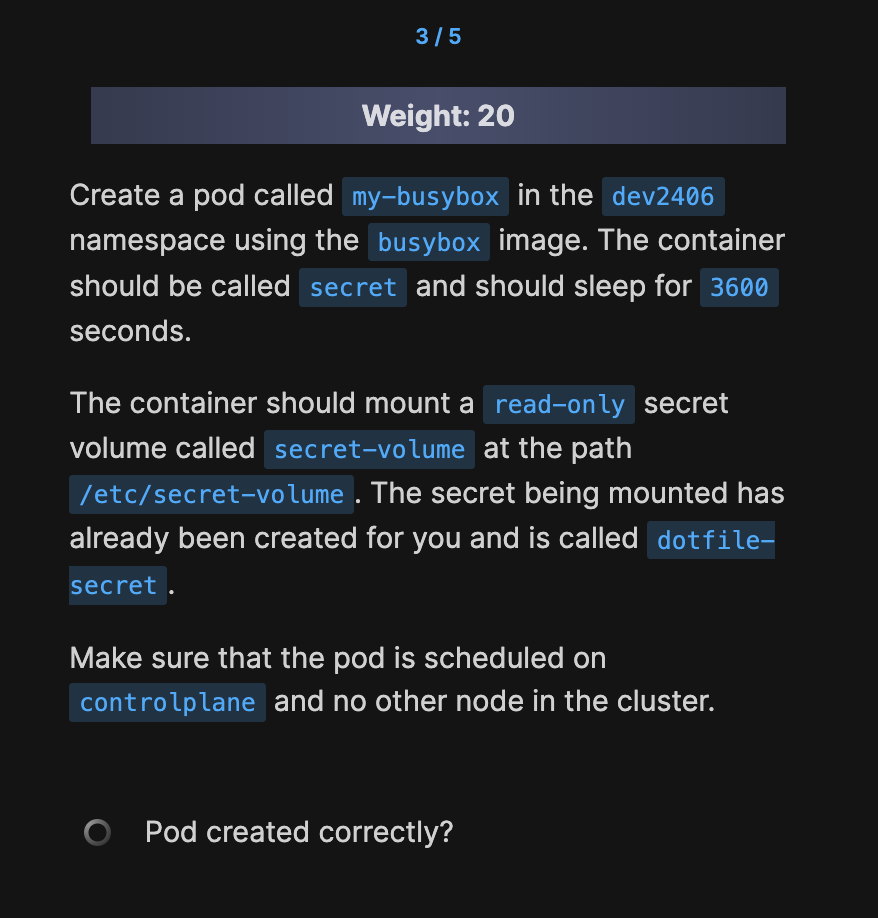 3 / 5
Weight: 20
Create a pod called my-busybox in the dev2406
namespace using the busybox image. The container
should be called secret and should sleep for 3600
seconds.
The container should mount a read-only secret
volume called secret-volume at the path
/etc/secret-volume. The secret being mounted has
already been created for you and is called dotfile-
secret.
Make sure that the pod is scheduled on
controlplane and no other node in the cluster.
Pod created correctly?